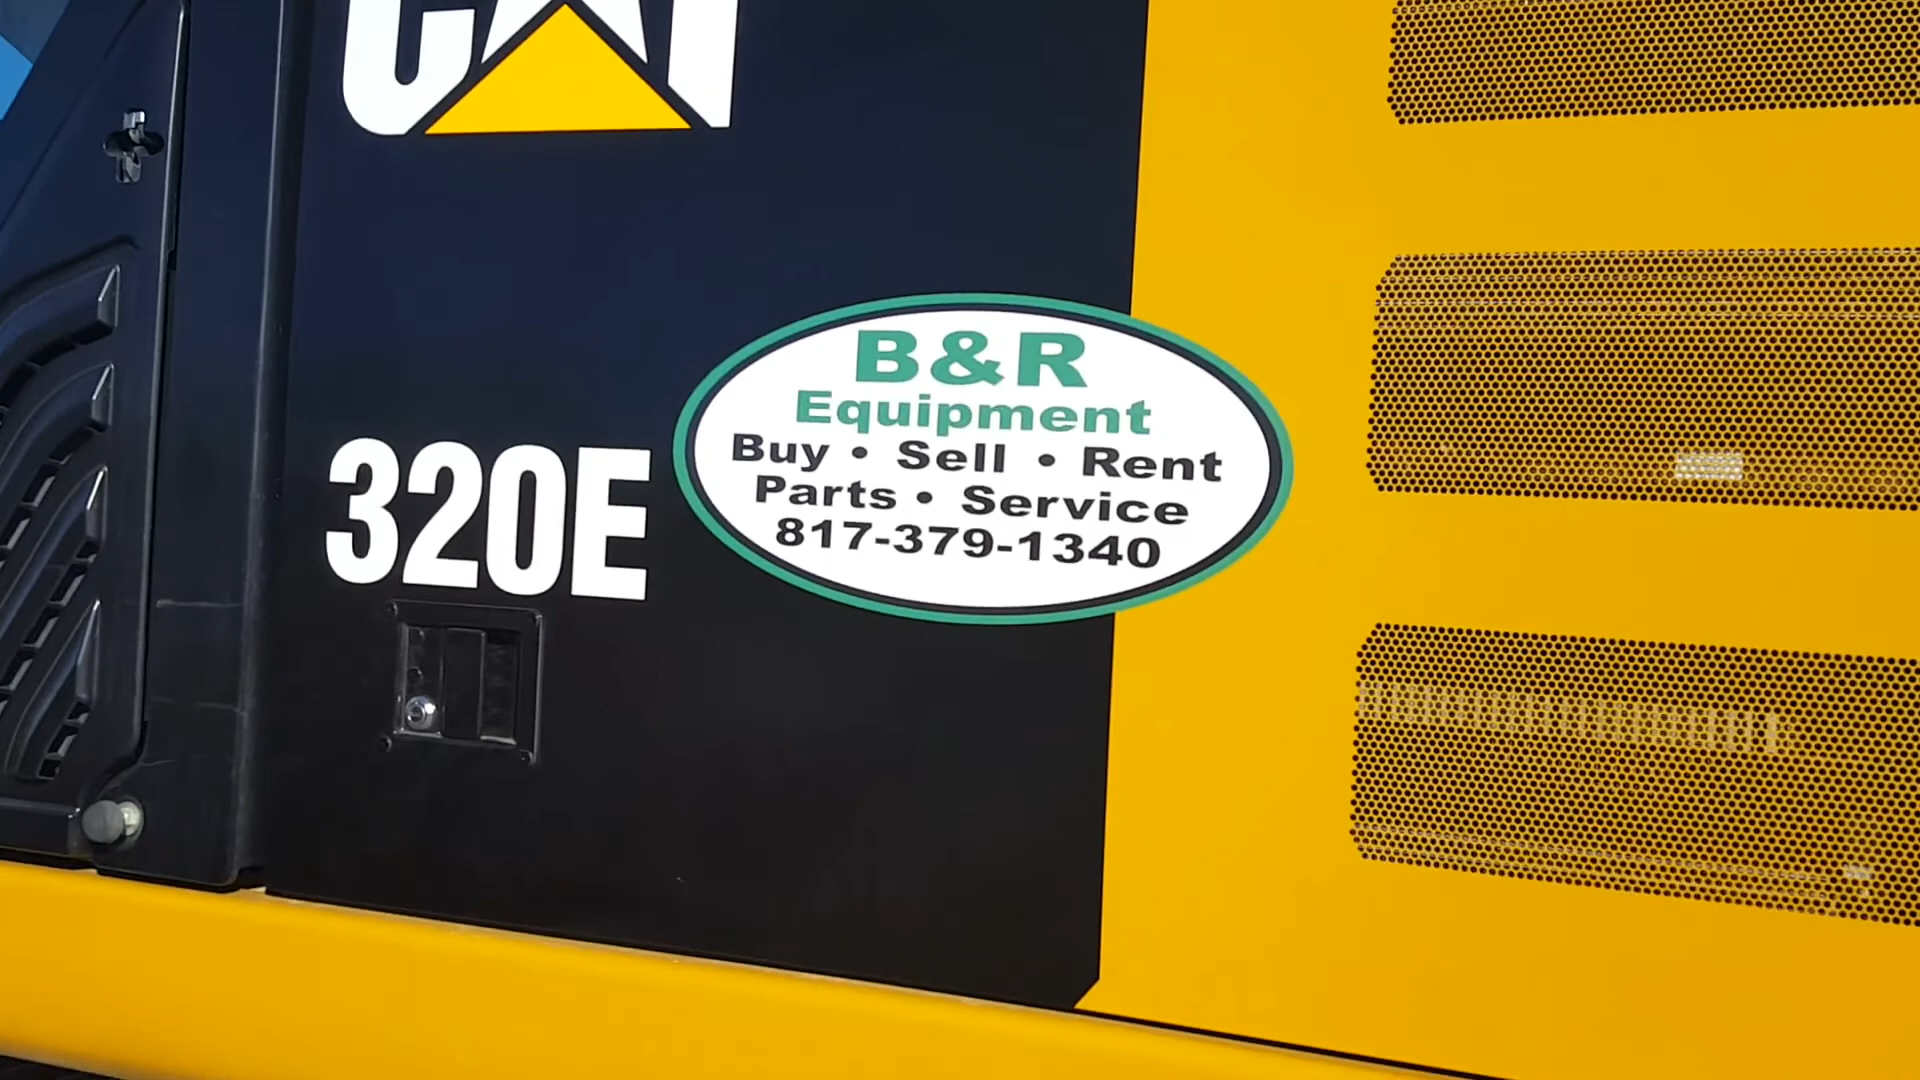 CAT
320E
B&R
Equipment
Buy • Sell • Rent
Parts • Service
817-379-1340